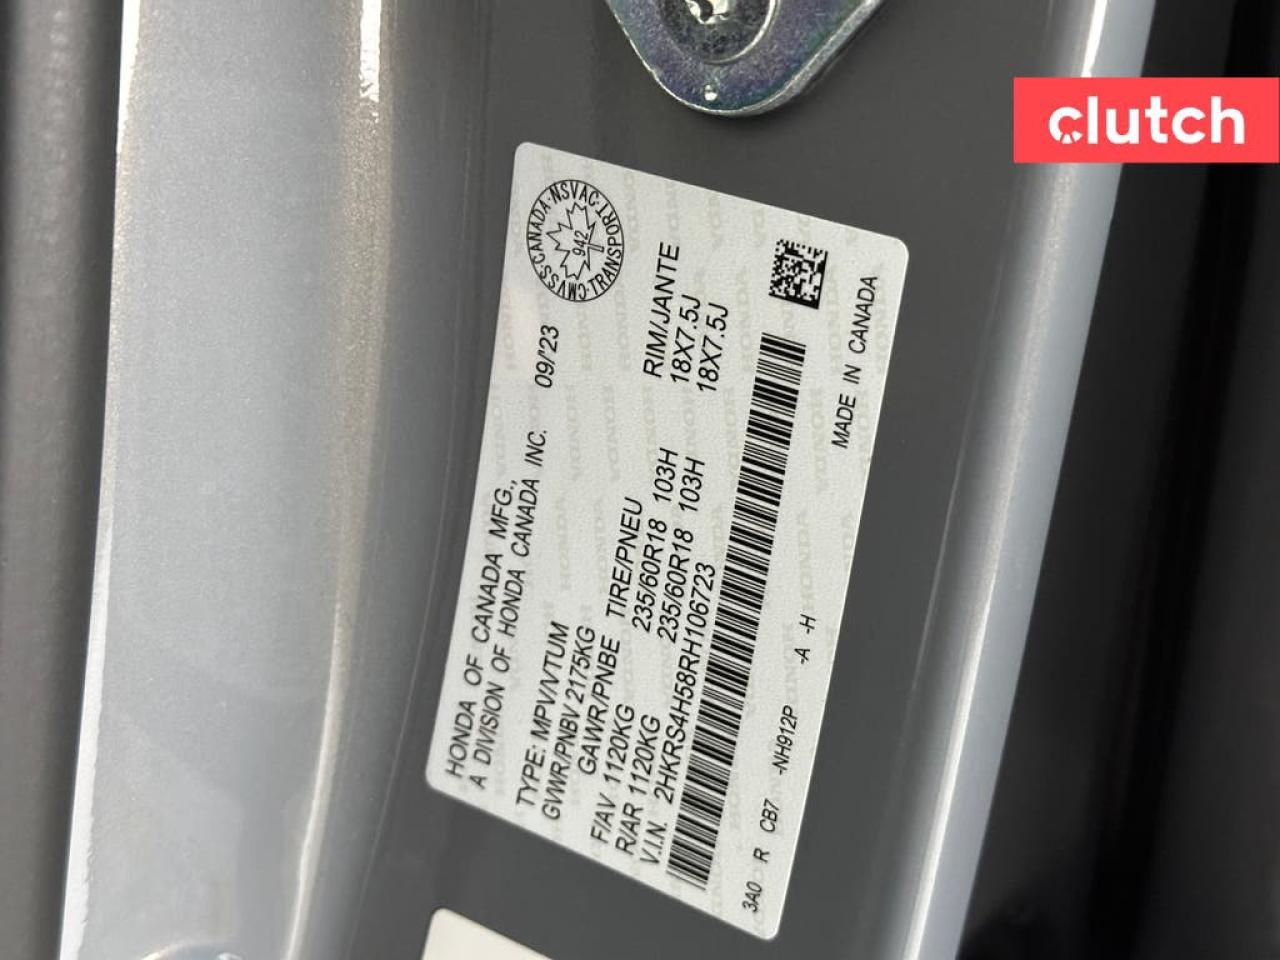 clutch
CANADA · NSVAC · TRANSPORT · CMVSS
942
HONDA OF CANADA MFG.,
A DIVISION OF HONDA CANADA INC. 09/'23
TYPE: MPV/VTUM
GVWR/PNBV 2175KG
GAWR/PNBE TIRE/PNEU RIM/JANTE
F/AV 1120KG 235/60R18 103H 18X7.5J
R/AR 1120KG 235/60R18 103H 18X7.5J
V.I.N. 2HKRS4H58RH106723
3A0 R CB7 -NH912P -A -H MADE IN CANADA